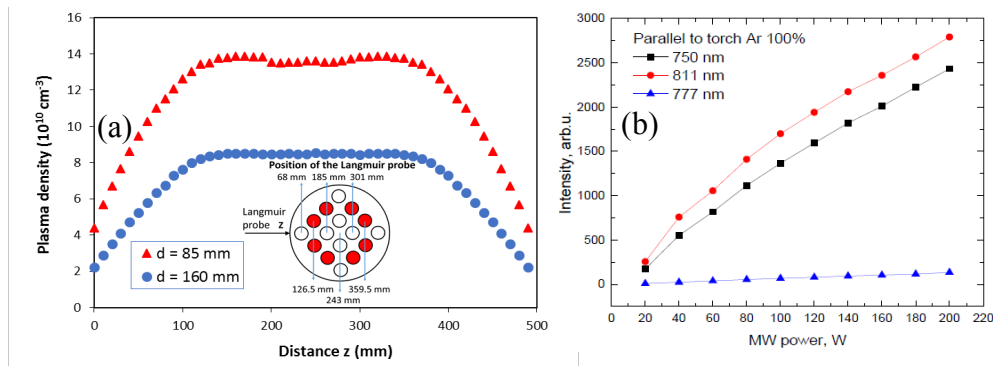 (a)
Plasma density (10¹⁰ cm⁻³)
16
14
12
10
8
6
4
2
0
0 100 200 300 400 500
Distance z (mm)
Position of the Langmuir probe
68 mm 185 mm 301 mm
Langmuir
probe z
126.5 mm 359.5 mm
243 mm
d = 85 mm
d = 160 mm
(b)
Intensity, arb.u.
3000
2500
2000
1500
1000
500
0
0 20 40 60 80 100 120 140 160 180 200 220
MW power, W
Parallel to torch Ar 100%
750 nm
811 nm
777 nm